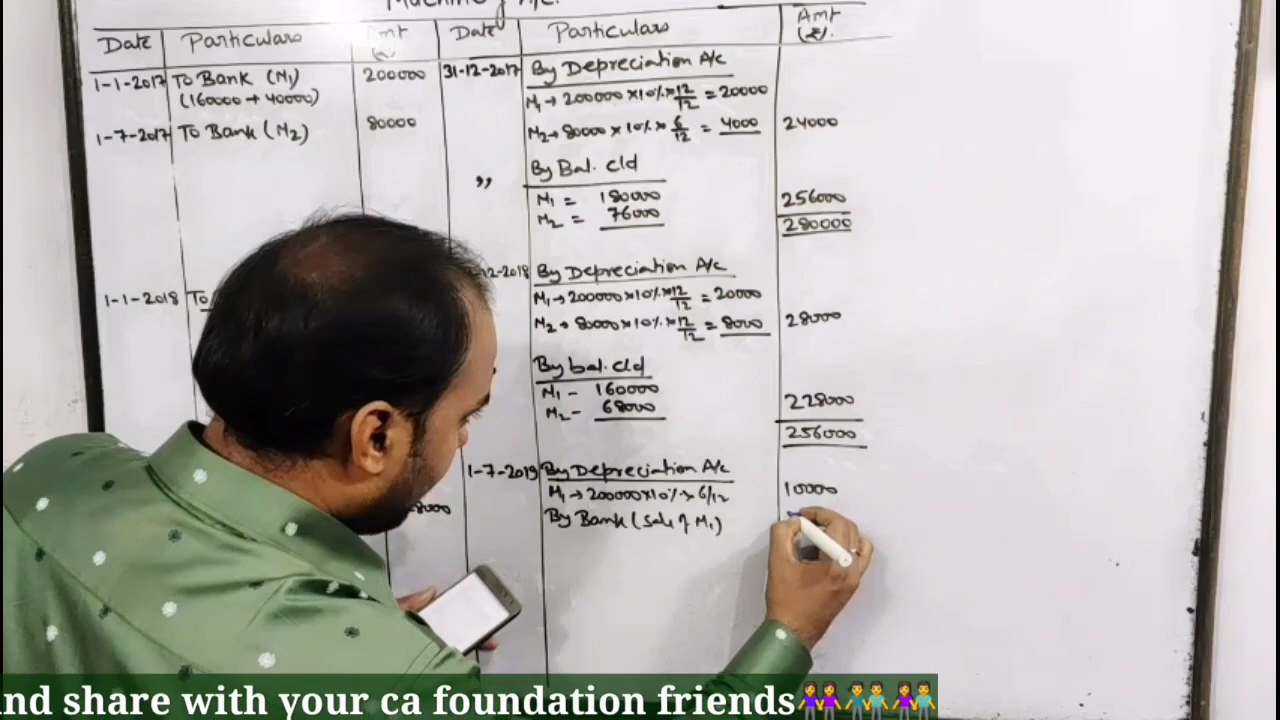 Machinery A/c.
Date Particulars Amt (₹) Date Particulars Amt (₹).
1-1-2017 To Bank (M1) 200000 31-12-2017 By Depreciation A/c
(160000 + 40000) M1 → 200000 × 10% × 12/12 = 20000
1-7-2017 To Bank (M2) 80000 M2 → 80000 × 10% × 6/12 = 4000 24000
" By Bal. c/d
M1 = 180000 256000
M2 = 76000 280000
12-2018 By Depreciation A/c
1-1-2018 To M1 → 200000 × 10% × 12/12 = 20000
M2 → 80000 × 10% × 12/12 = 8000 28000
By bal. c/d
M1 - 160000
M2 - 68000 228000
256000
1-7-2019 By Depreciation A/c
M1 → 200000 × 10% × 6/12 10000
8000 By Bank (Sale of M1)
nd share with your ca foundation friends👭👬👭👬